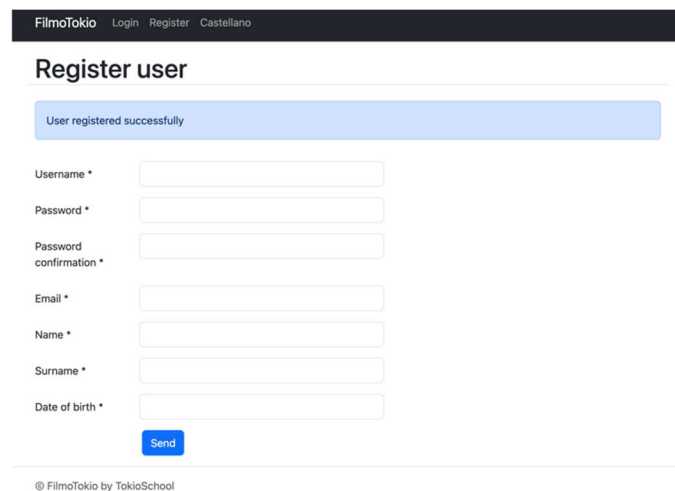 FilmoTokio Login Register Castellano
Register user
User registered successfully
Username *
Password *
Password
confirmation *
Email *
Name *
Surname *
Date of birth *
Send
© FilmoTokio by TokioSchool